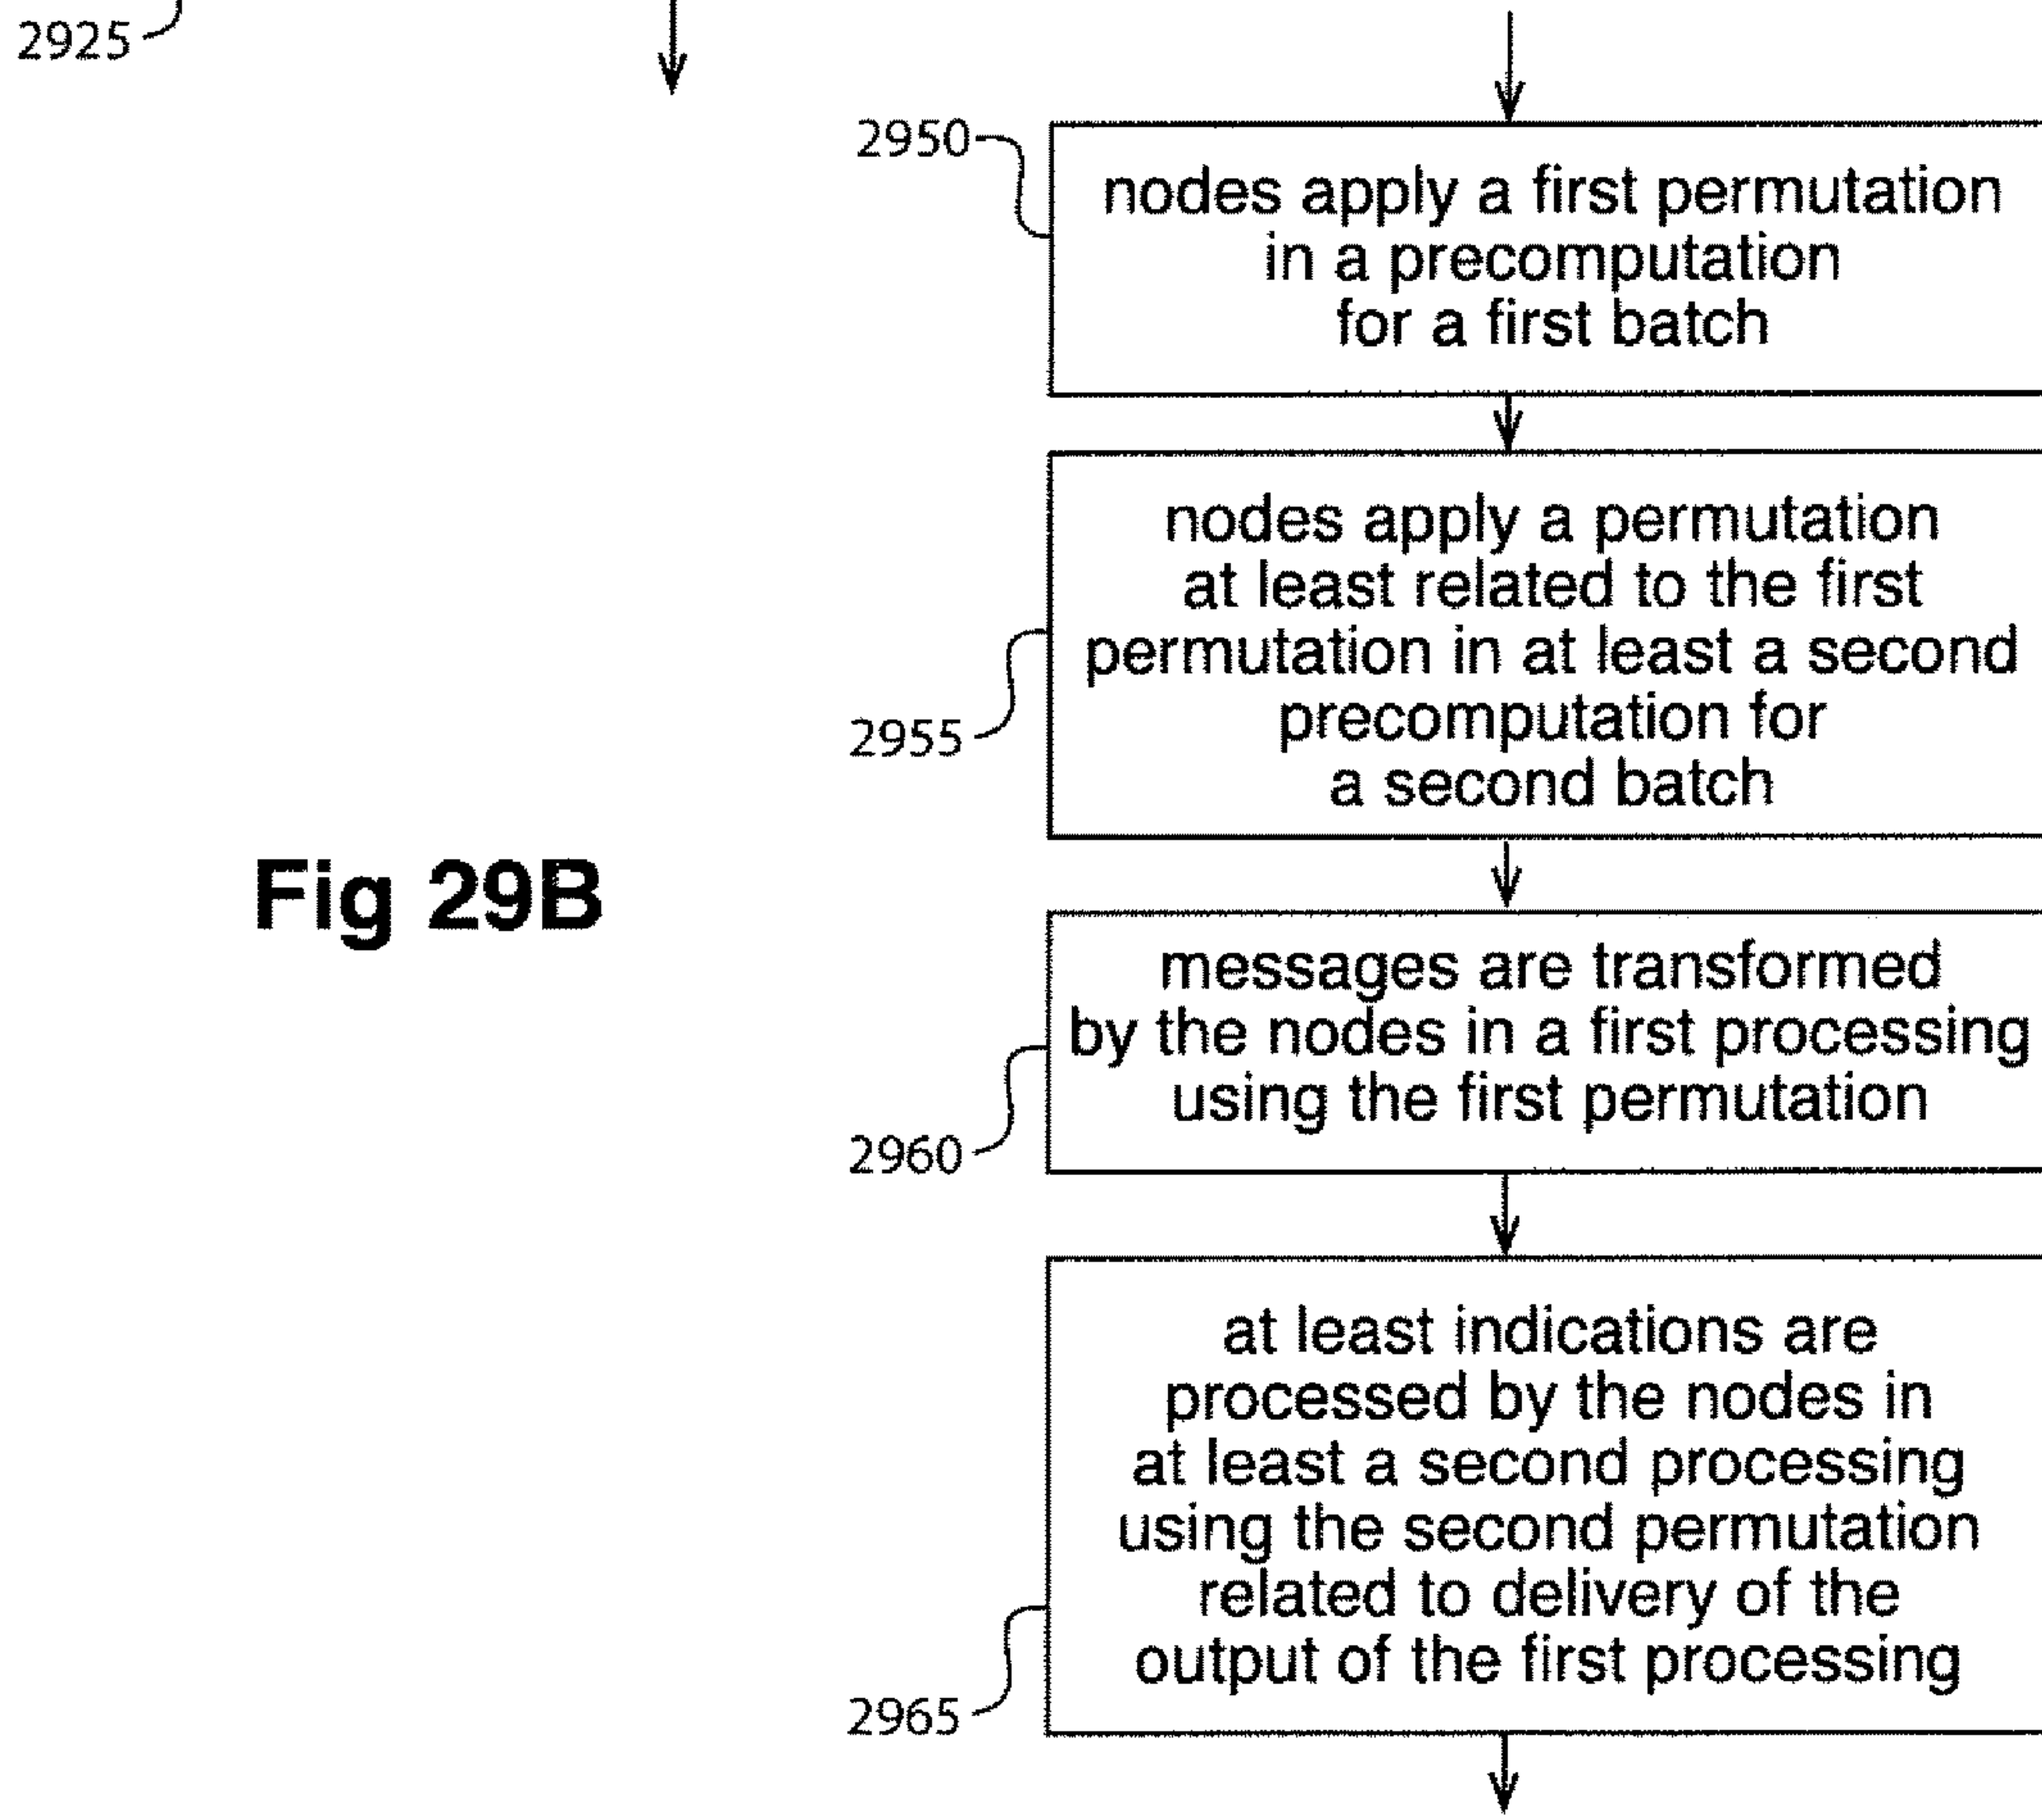 2925
2950
nodes apply a first permutation
in a precomputation
for a first batch
nodes apply a permutation
at least related to the first
permutation in at least a second
precomputation for
a second batch
2955
Fig 29B
messages are transformed
by the nodes in a first processing
using the first permutation
2960
at least indications are
processed by the nodes in
at least a second processing
using the second permutation
related to delivery of the
output of the first processing
2965